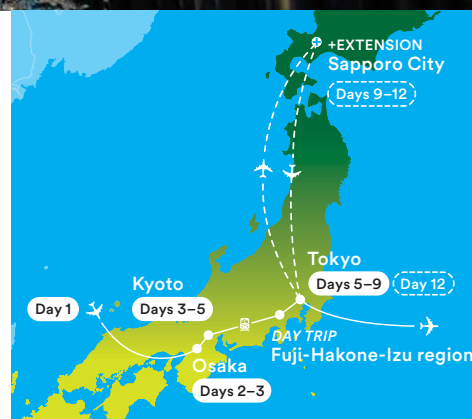 +EXTENSION
Sapporo City
Days 9–12
Tokyo
Days 5–9
Day 12
Kyoto
Days 3–5
Day 1
DAY TRIP
Fuji-Hakone-Izu region
Osaka
Days 2–3